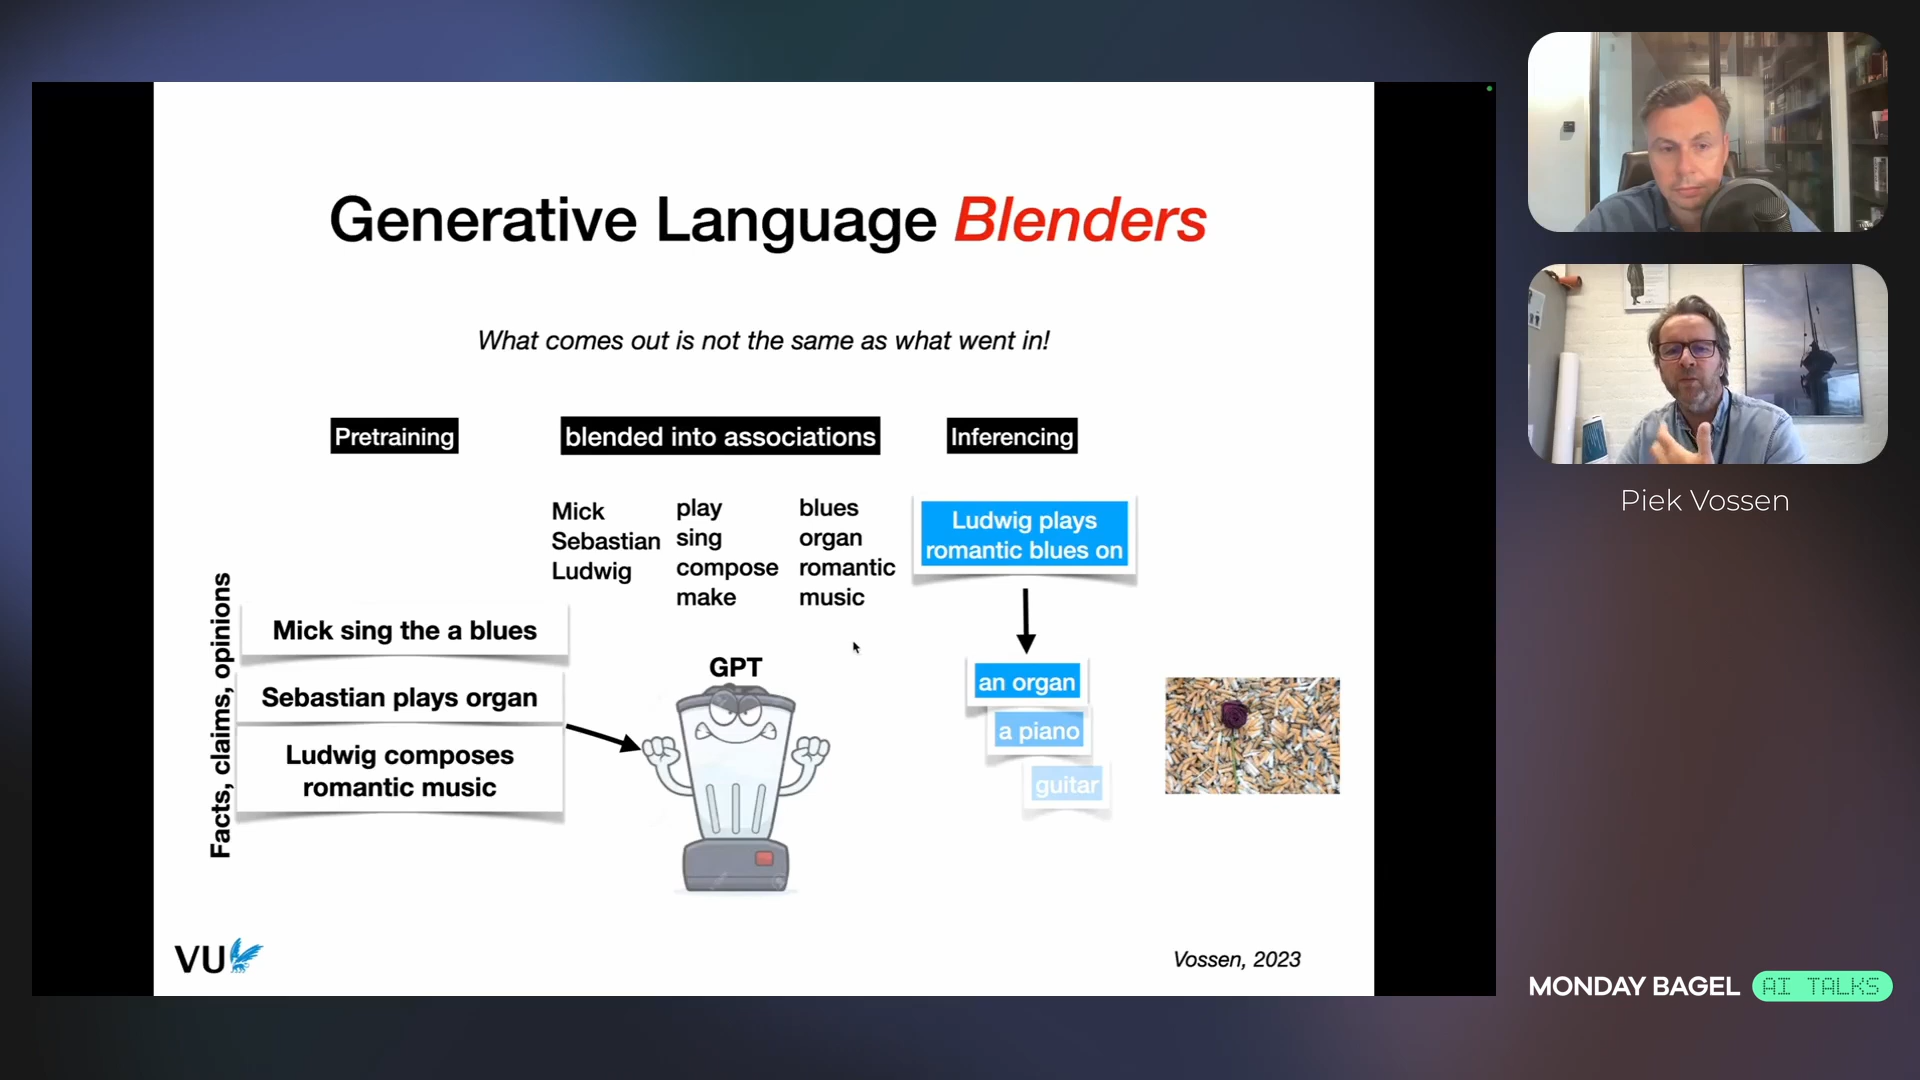 Generative Language Blenders
What comes out is not the same as what went in!
Pretraining
blended into associations
Inferencing
Mick
Sebastian
Ludwig
play
sing
compose
make
blues
organ
romantic
music
Ludwig plays
romantic blues on
Facts, claims, opinions
Mick sing the a blues
Sebastian plays organ
Ludwig composes
romantic music
GPT
an organ
a piano
guitar
VU
Vossen, 2023
Piek Vossen
MONDAY BAGEL AI TALKS